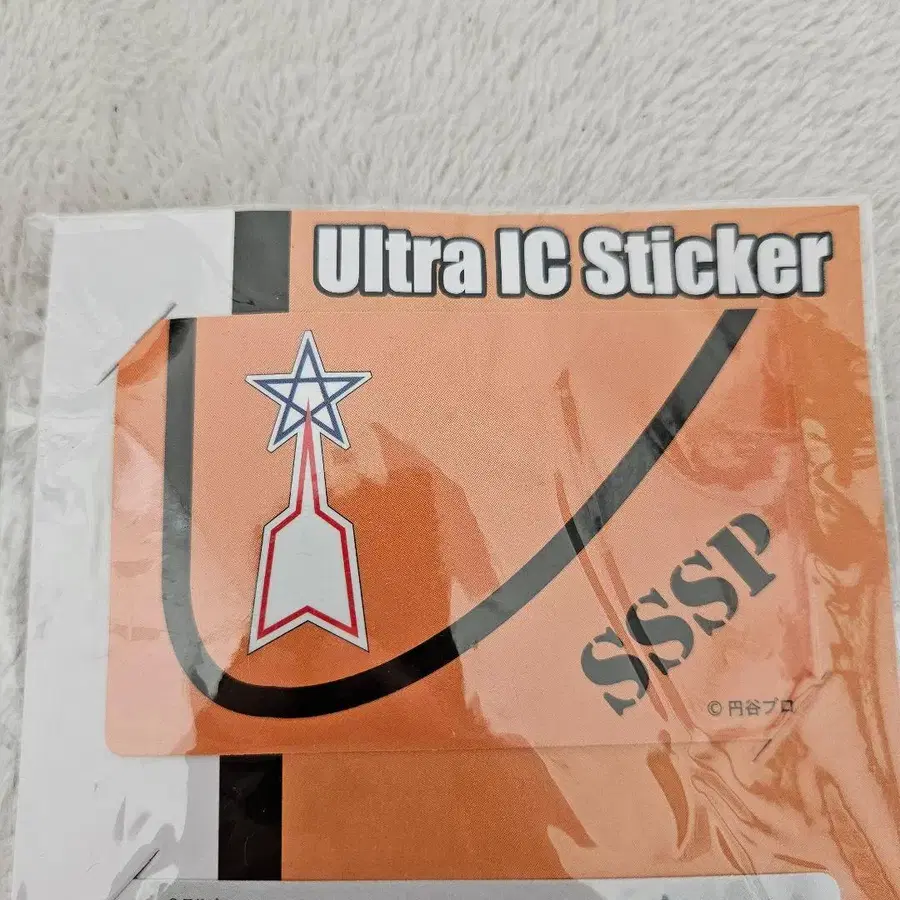 Ultra IC Sticker
SSSP
© 円谷プロ